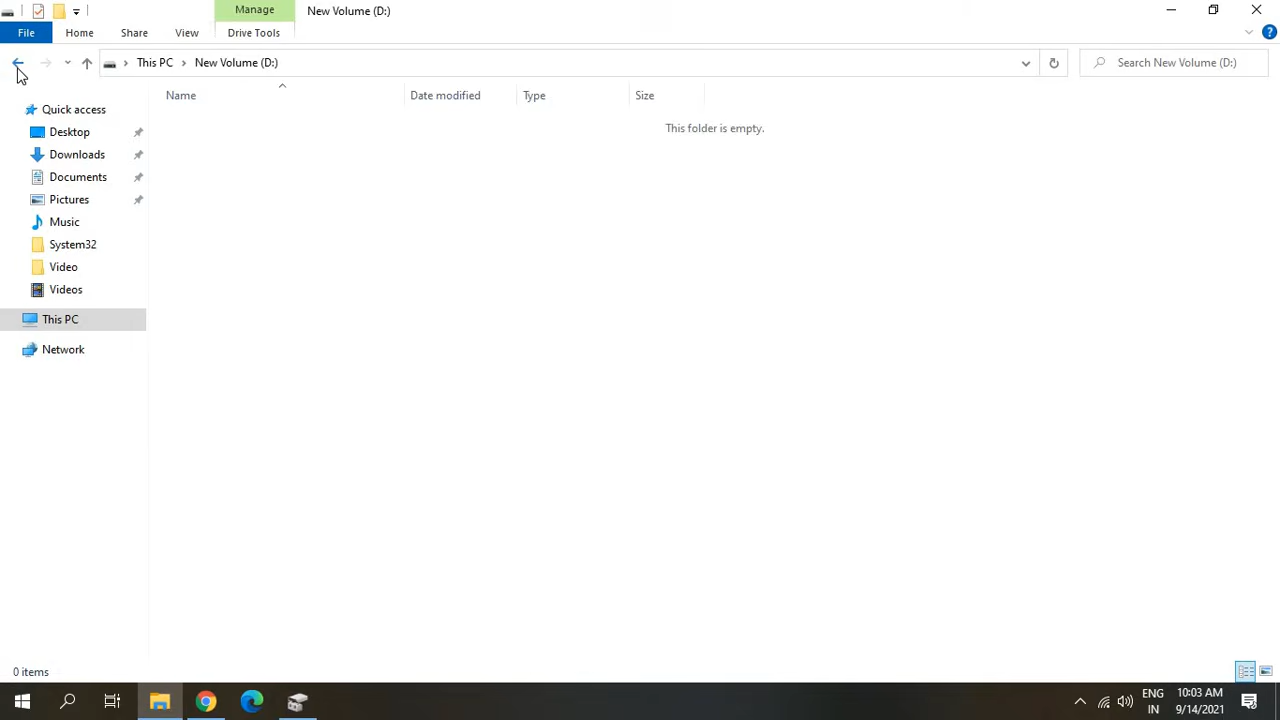 Manage
New Volume (D:)
File
Home
Share
View
Drive Tools
This PC
New Volume (D:)
Search New Volume (D:)
Name
Date modified
Type
Size
This folder is empty.
Quick access
Desktop
Downloads
Documents
Pictures
Music
System32
Video
Videos
This PC
Network
0 items
ENG
IN
10:03 AM
9/14/2021